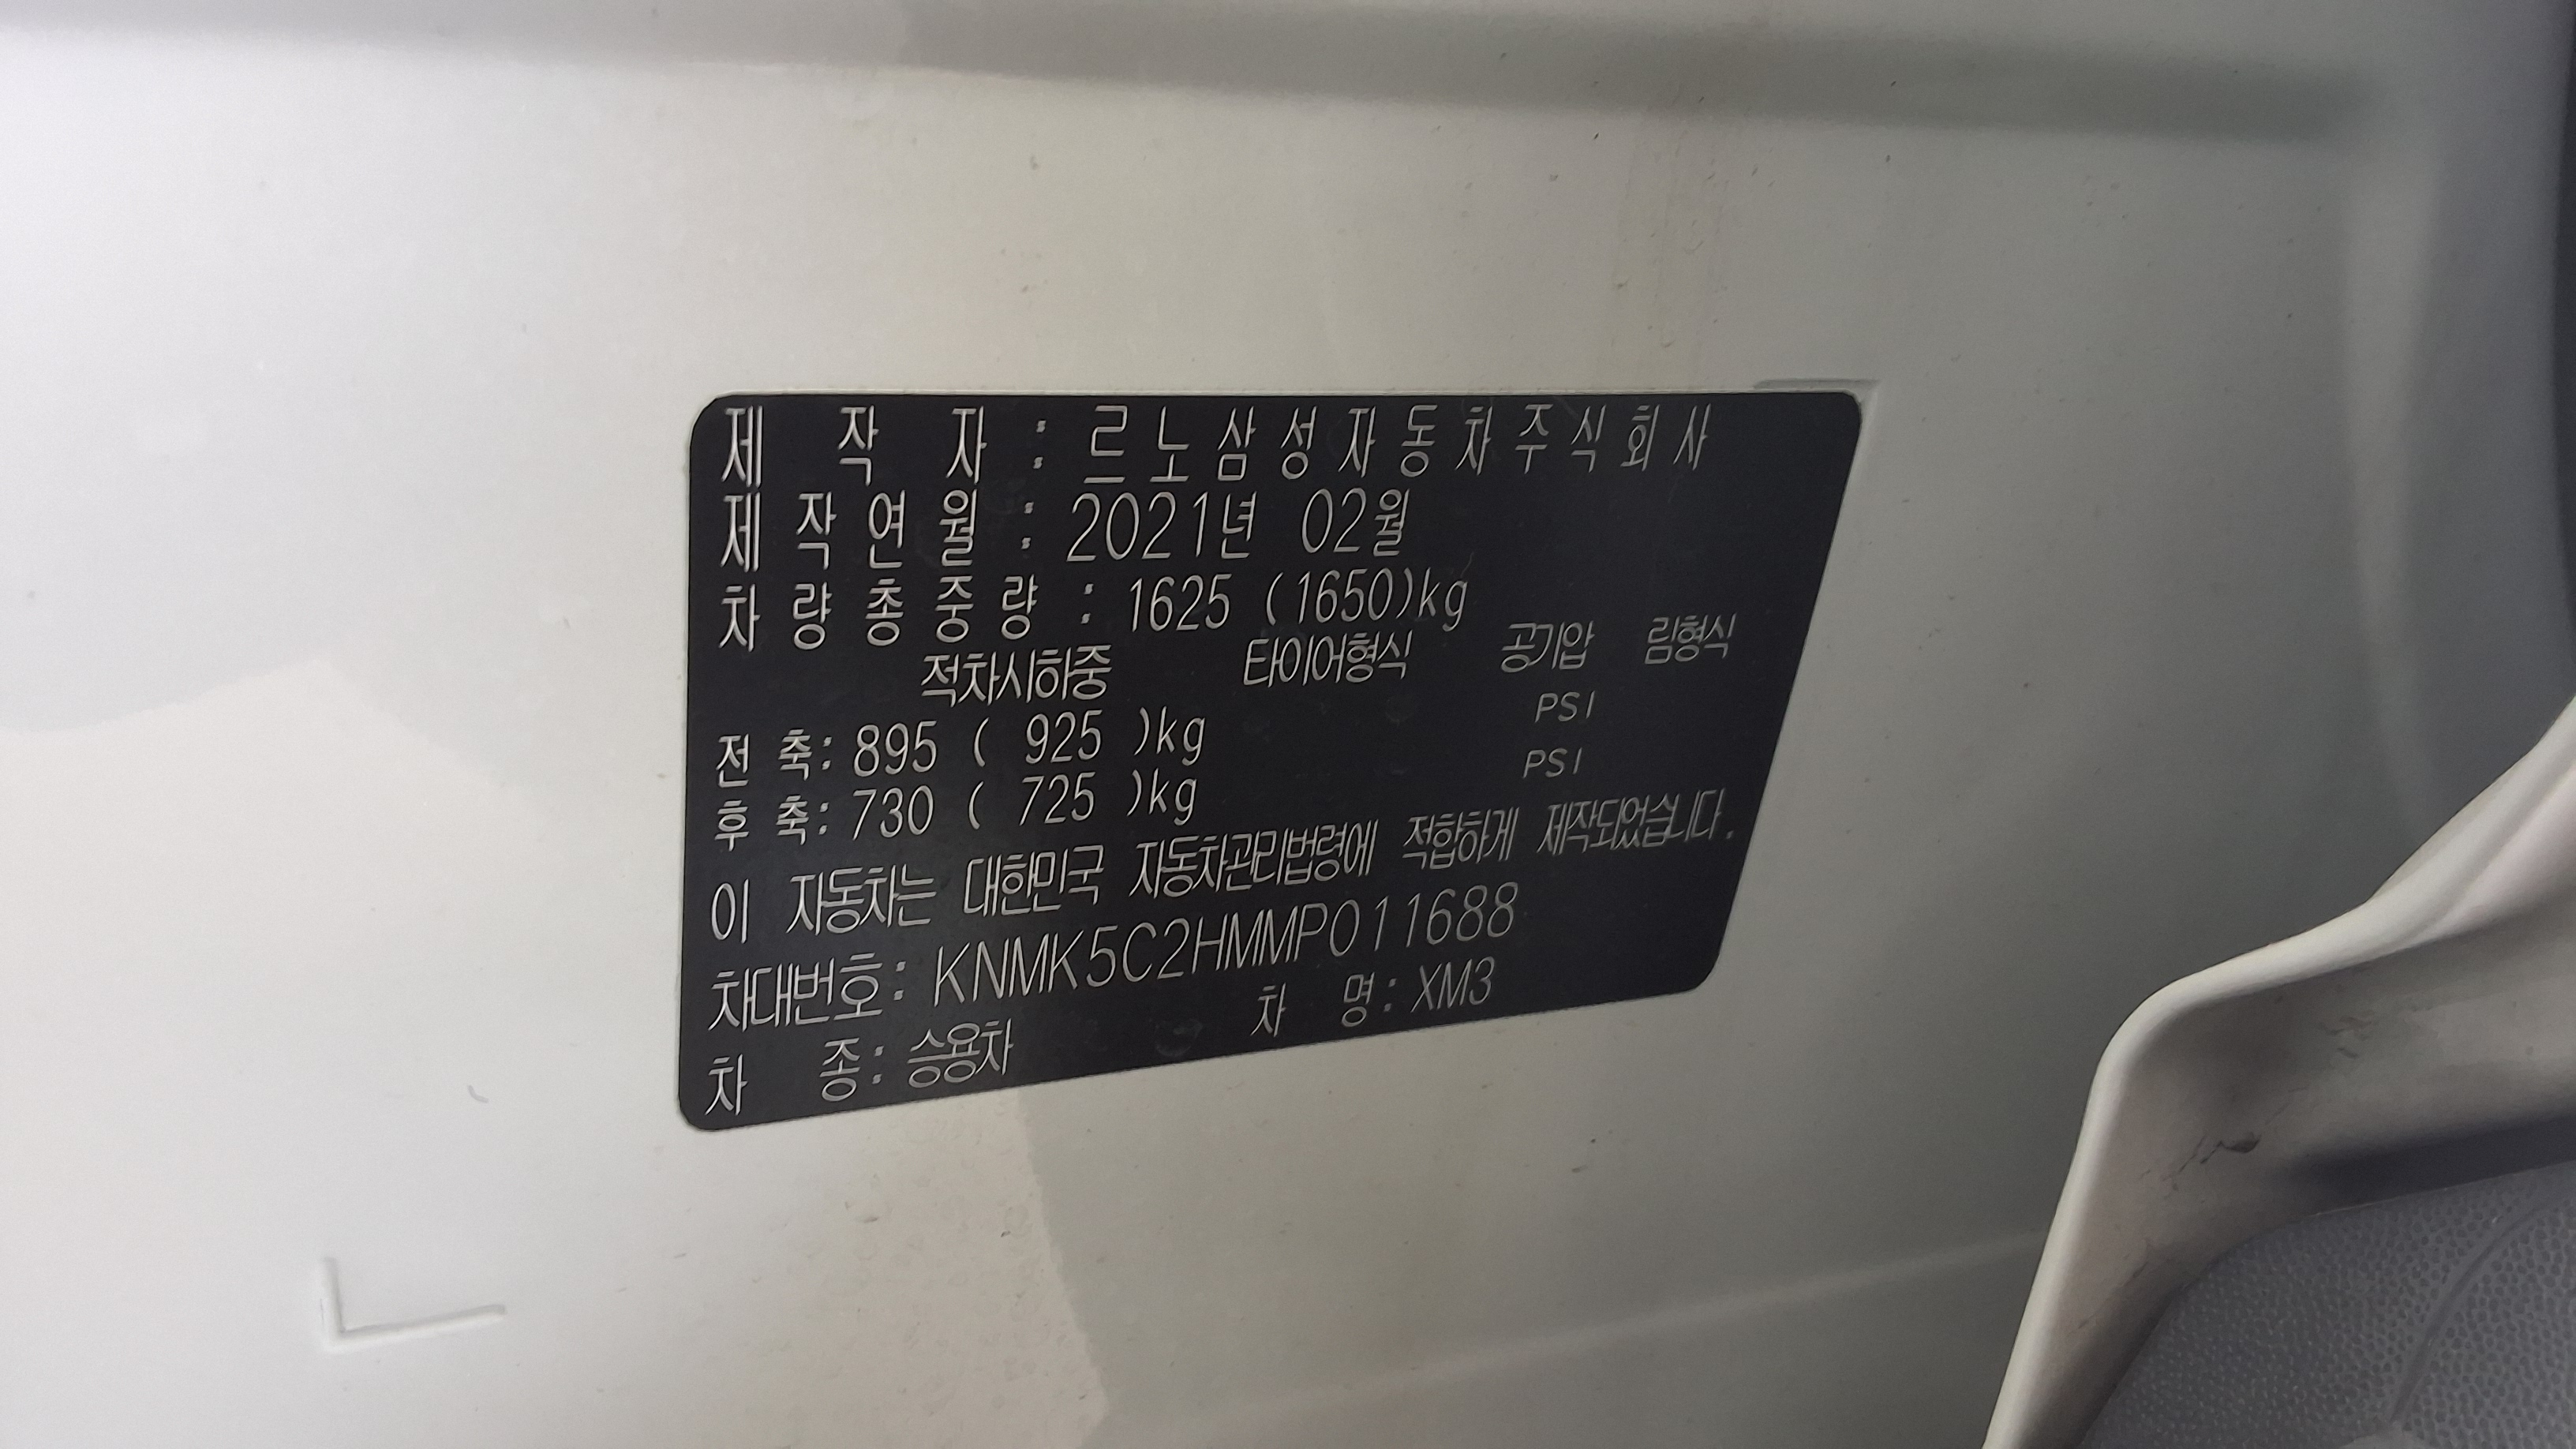 제 작 자 : 르노삼성자동차주식회사
제작연월 : 2021년 02월
차량총중량 : 1625 (1650)kg
적차시하중 타이어형식 공기압 림형식
전 축: 895 ( 925 )kg PSI
후 축: 730 ( 725 )kg PSI
이 자동차는 대한민국 자동차관리법령에 적합하게 제작되었습니다.
차대번호: KNMK5C2HMMP011688
차 종: 승용차 차 명: XM3